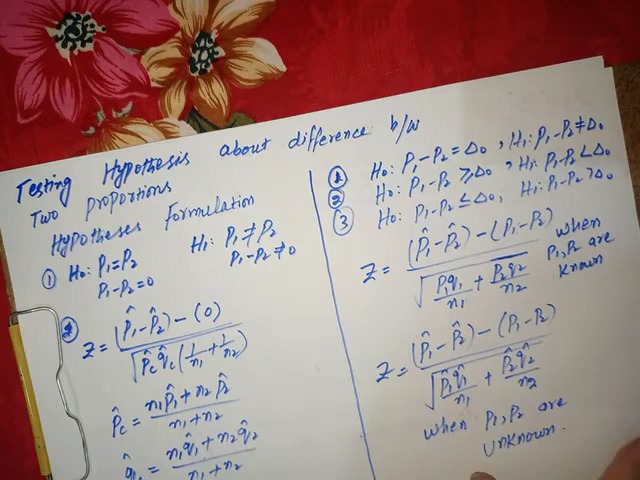 Testing Hypothesis about difference b/w
Two proportions
Hypotheses Formulation
① H₀: P₁=P₂ H₁: P₁≠P₂
P₁-P₂=0 P₁-P₂≠0
Z = (P̂₁-P̂₂)-(0) / √(P̂c q̂c (1/n₁ + 1/n₂))
P̂c = (n₁P̂₁+n₂P̂₂) / (n₁+n₂)
= (n₁q̂₁+n₂q̂₂) / (n₁+n₂)
① H₀: P₁-P₂=Δ₀, H₁: P₁-P₂≠Δ₀
② H₀: P₁-P₂≥Δ₀, H₁: P₁-P₂<Δ₀
③ H₀: P₁-P₂≤Δ₀, H₁: P₁-P₂>Δ₀
Z = (P̂₁-P̂₂)-(P₁-P₂) / √(P₁q₁/n₁ + P₂q₂/n₂)
when
P₁,P₂ are
known
Z = (P̂₁-P̂₂)-(P₁-P₂) / √(P̂₁q̂₁/n₁ + P̂₂q̂₂/n₂)
when P₁,P₂ are
unknown.